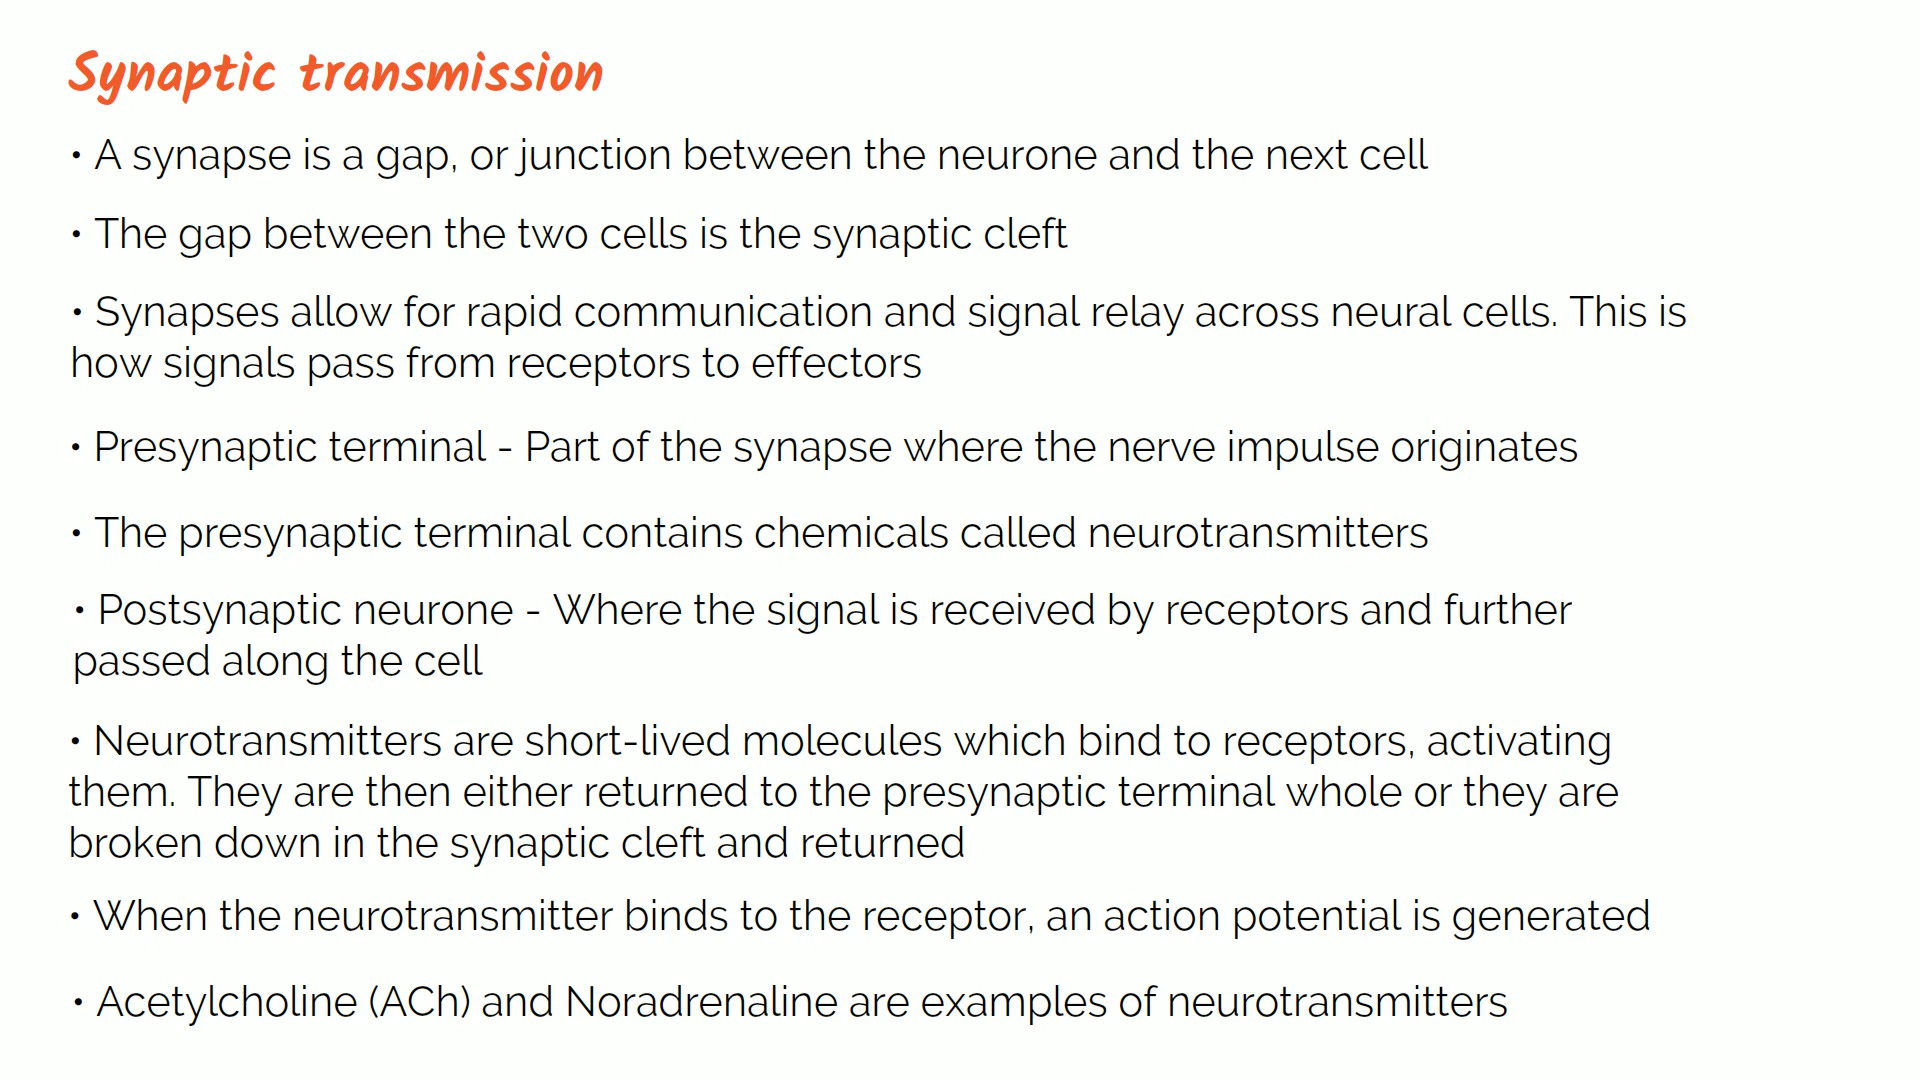 Synaptic transmission
• A synapse is a gap, or junction between the neurone and the next cell
• The gap between the two cells is the synaptic cleft
• Synapses allow for rapid communication and signal relay across neural cells. This is
how signals pass from receptors to effectors
• Presynaptic terminal - Part of the synapse where the nerve impulse originates
• The presynaptic terminal contains chemicals called neurotransmitters
• Postsynaptic neurone - Where the signal is received by receptors and further
passed along the cell
• Neurotransmitters are short-lived molecules which bind to receptors, activating
them. They are then either returned to the presynaptic terminal whole or they are
broken down in the synaptic cleft and returned
• When the neurotransmitter binds to the receptor, an action potential is generated
• Acetylcholine (ACh) and Noradrenaline are examples of neurotransmitters